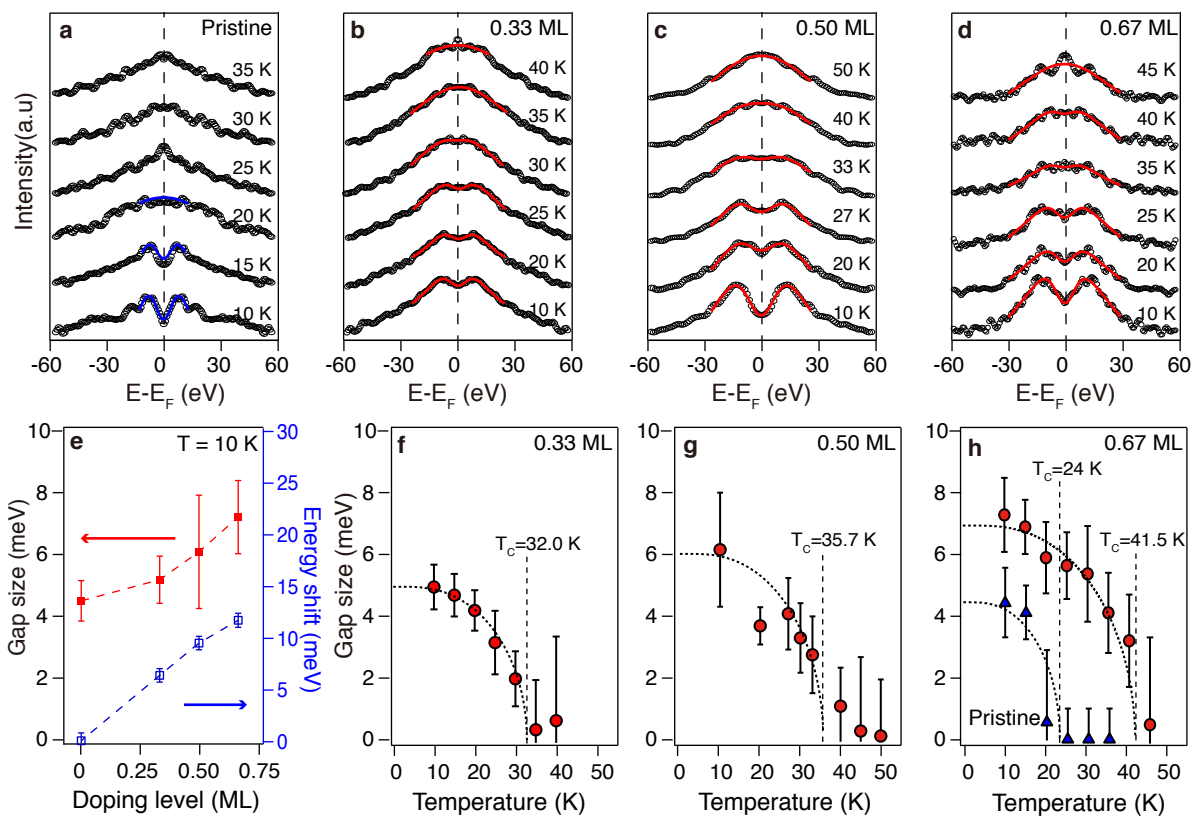 a Pristine
35 K
30 K
25 K
20 K
15 K
10 K
-60 -30 0 30 60
E-E_F (eV)
Intensity(a.u)
b 0.33 ML
40 K
35 K
30 K
25 K
20 K
10 K
-60 -30 0 30 60
E-E_F (eV)
c 0.50 ML
50 K
40 K
33 K
27 K
20 K
10 K
-60 -30 0 30 60
E-E_F (eV)
d 0.67 ML
45 K
40 K
35 K
25 K
20 K
10 K
-60 -30 0 30 60
E-E_F (eV)
e T = 10 K
10
8
6
4
2
0
Gap size (meV)
30
25
20
15
10
5
0
Energy shift (meV)
0 0.25 0.50 0.75
Doping level (ML)
f 0.33 ML
T_C=32.0 K
10
8
6
4
2
0
Gap size (meV)
0 10 20 30 40 50
Temperature (K)
g 0.50 ML
T_C=35.7 K
10
8
6
4
2
0
0 10 20 30 40 50
Temperature (K)
h 0.67 ML
T_C=24 K
T_C=41.5 K
Pristine
10
8
6
4
2
0
0 10 20 30 40 50
Temperature (K)